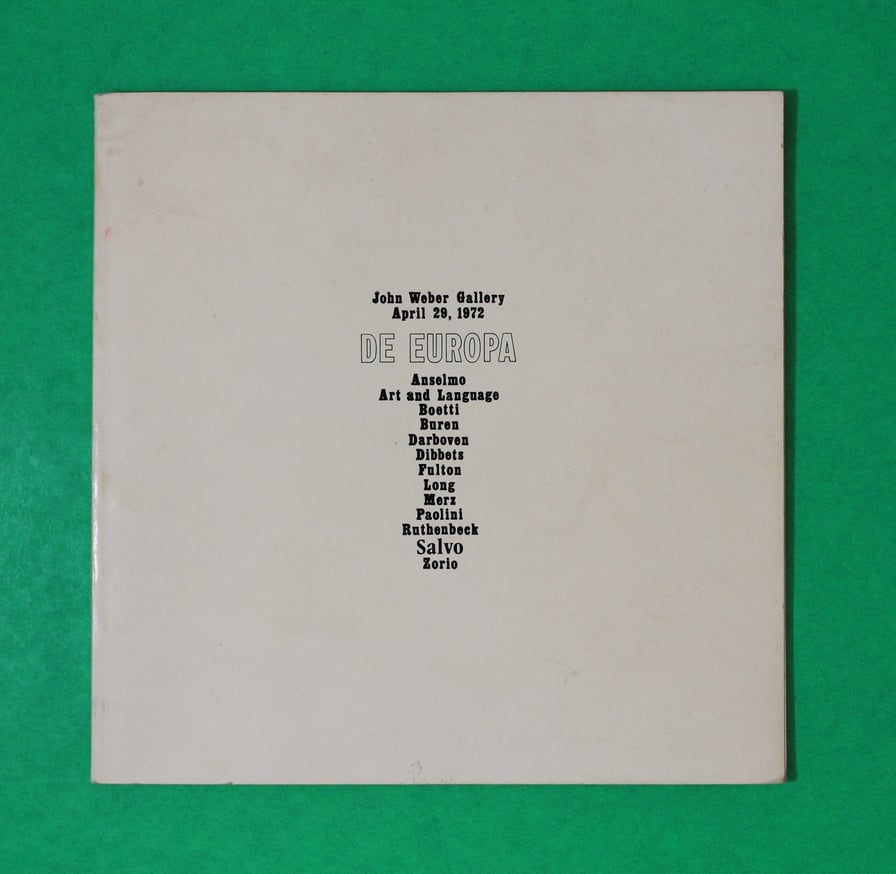 John Weber Gallery
April 29, 1972
DE EUROPA
Anselmo
Art and Language
Boetti
Buren
Darboven
Dibbets
Fulton
Long
Merz
Paolini
Ruthenbeck
Salvo
Zorio